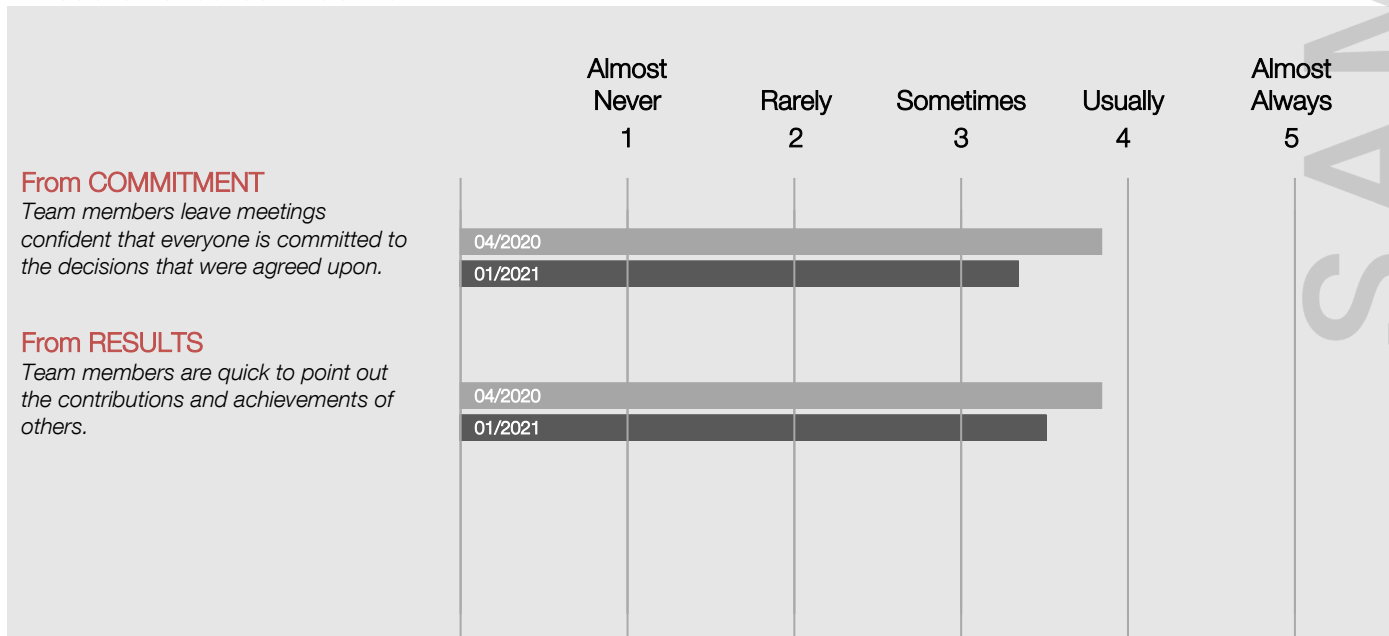 Almost
Never
Rarely
Sometimes
Usually
Almost
Always
1
2
3
4
5
From COMMITMENT
Team members leave meetings
confident that everyone is committed to
the decisions that were agreed upon.
04/2020
01/2021
From RESULTS
Team members are quick to point out
the contributions and achievements of
others.
04/2020
01/2021
SA